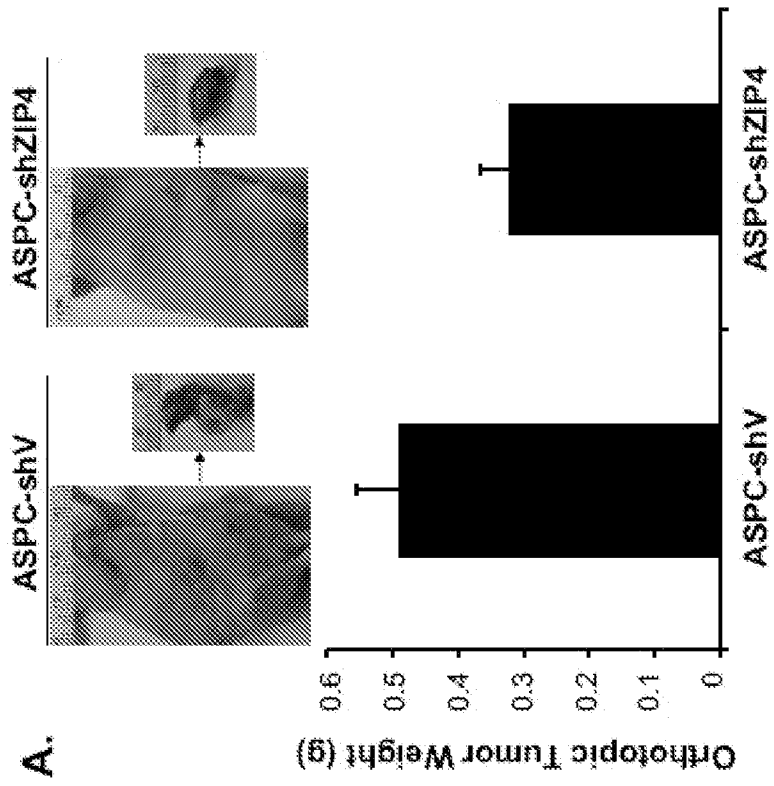 A.
ASPC-shV ASPC-shZIP4
Orthotopic Tumor Weight (g)
0.6
0.5
0.4
0.3
0.2
0.1
0
ASPC-shV ASPC-shZIP4